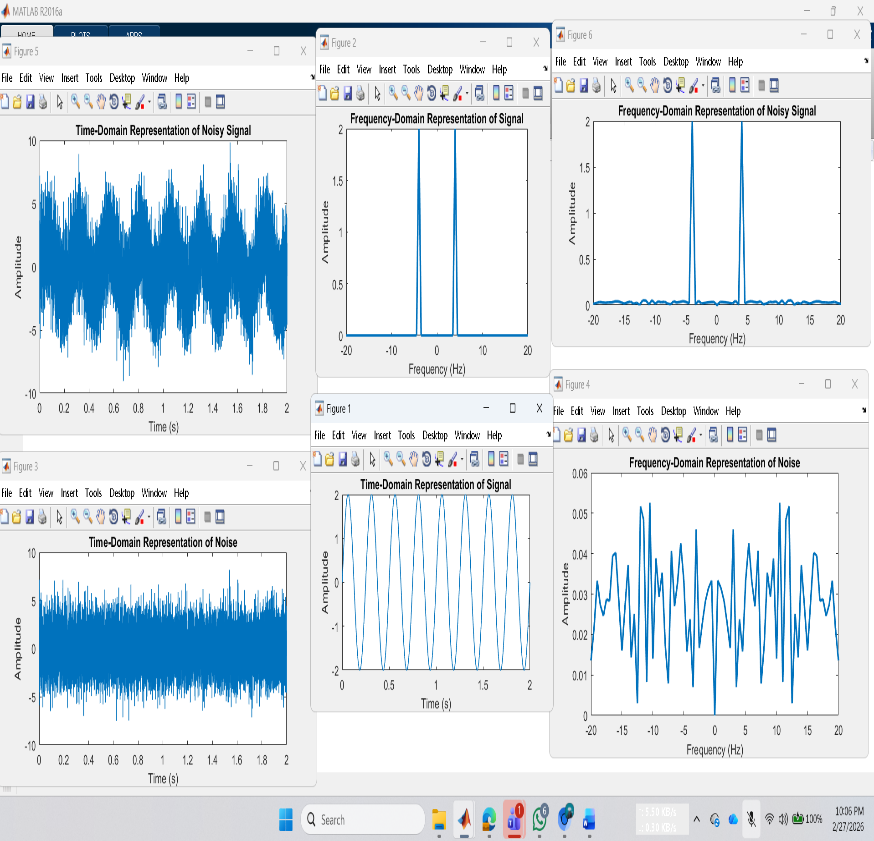 MATLAB R2016a
HOME PLOTS APPS
Figure 5
File Edit View Insert Tools Desktop Window Help
Time-Domain Representation of Noisy Signal
Amplitude
10
5
0
-5
-10
0 0.2 0.4 0.6 0.8 1 1.2 1.4 1.6 1.8 2
Time (s)
Figure 2
File Edit View Insert Tools Desktop Window Help
Frequency-Domain Representation of Signal
Amplitude
2
1.5
1
0.5
0
-20 -10 0 10 20
Frequency (Hz)
Figure 6
File Edit View Insert Tools Desktop Window Help
Frequency-Domain Representation of Noisy Signal
Amplitude
2
1.5
1
0.5
0
-20 -15 -10 -5 0 5 10 15 20
Frequency (Hz)
Figure 3
File Edit View Insert Tools Desktop Window Help
Time-Domain Representation of Noise
Amplitude
10
5
0
-5
-10
0 0.2 0.4 0.6 0.8 1 1.2 1.4 1.6 1.8 2
Time (s)
Figure 1
File Edit View Insert Tools Desktop Window Help
Time-Domain Representation of Signal
Amplitude
2
1
0
-1
-2
0 0.5 1 1.5 2
Time (s)
Figure 4
File Edit View Insert Tools Desktop Window Help
Frequency-Domain Representation of Noise
Amplitude
0.06
0.05
0.04
0.03
0.02
0.01
0
-20 -15 -10 -5 0 5 10 15 20
Frequency (Hz)
Search
1
6
100%
10:06 PM
2/27/2026